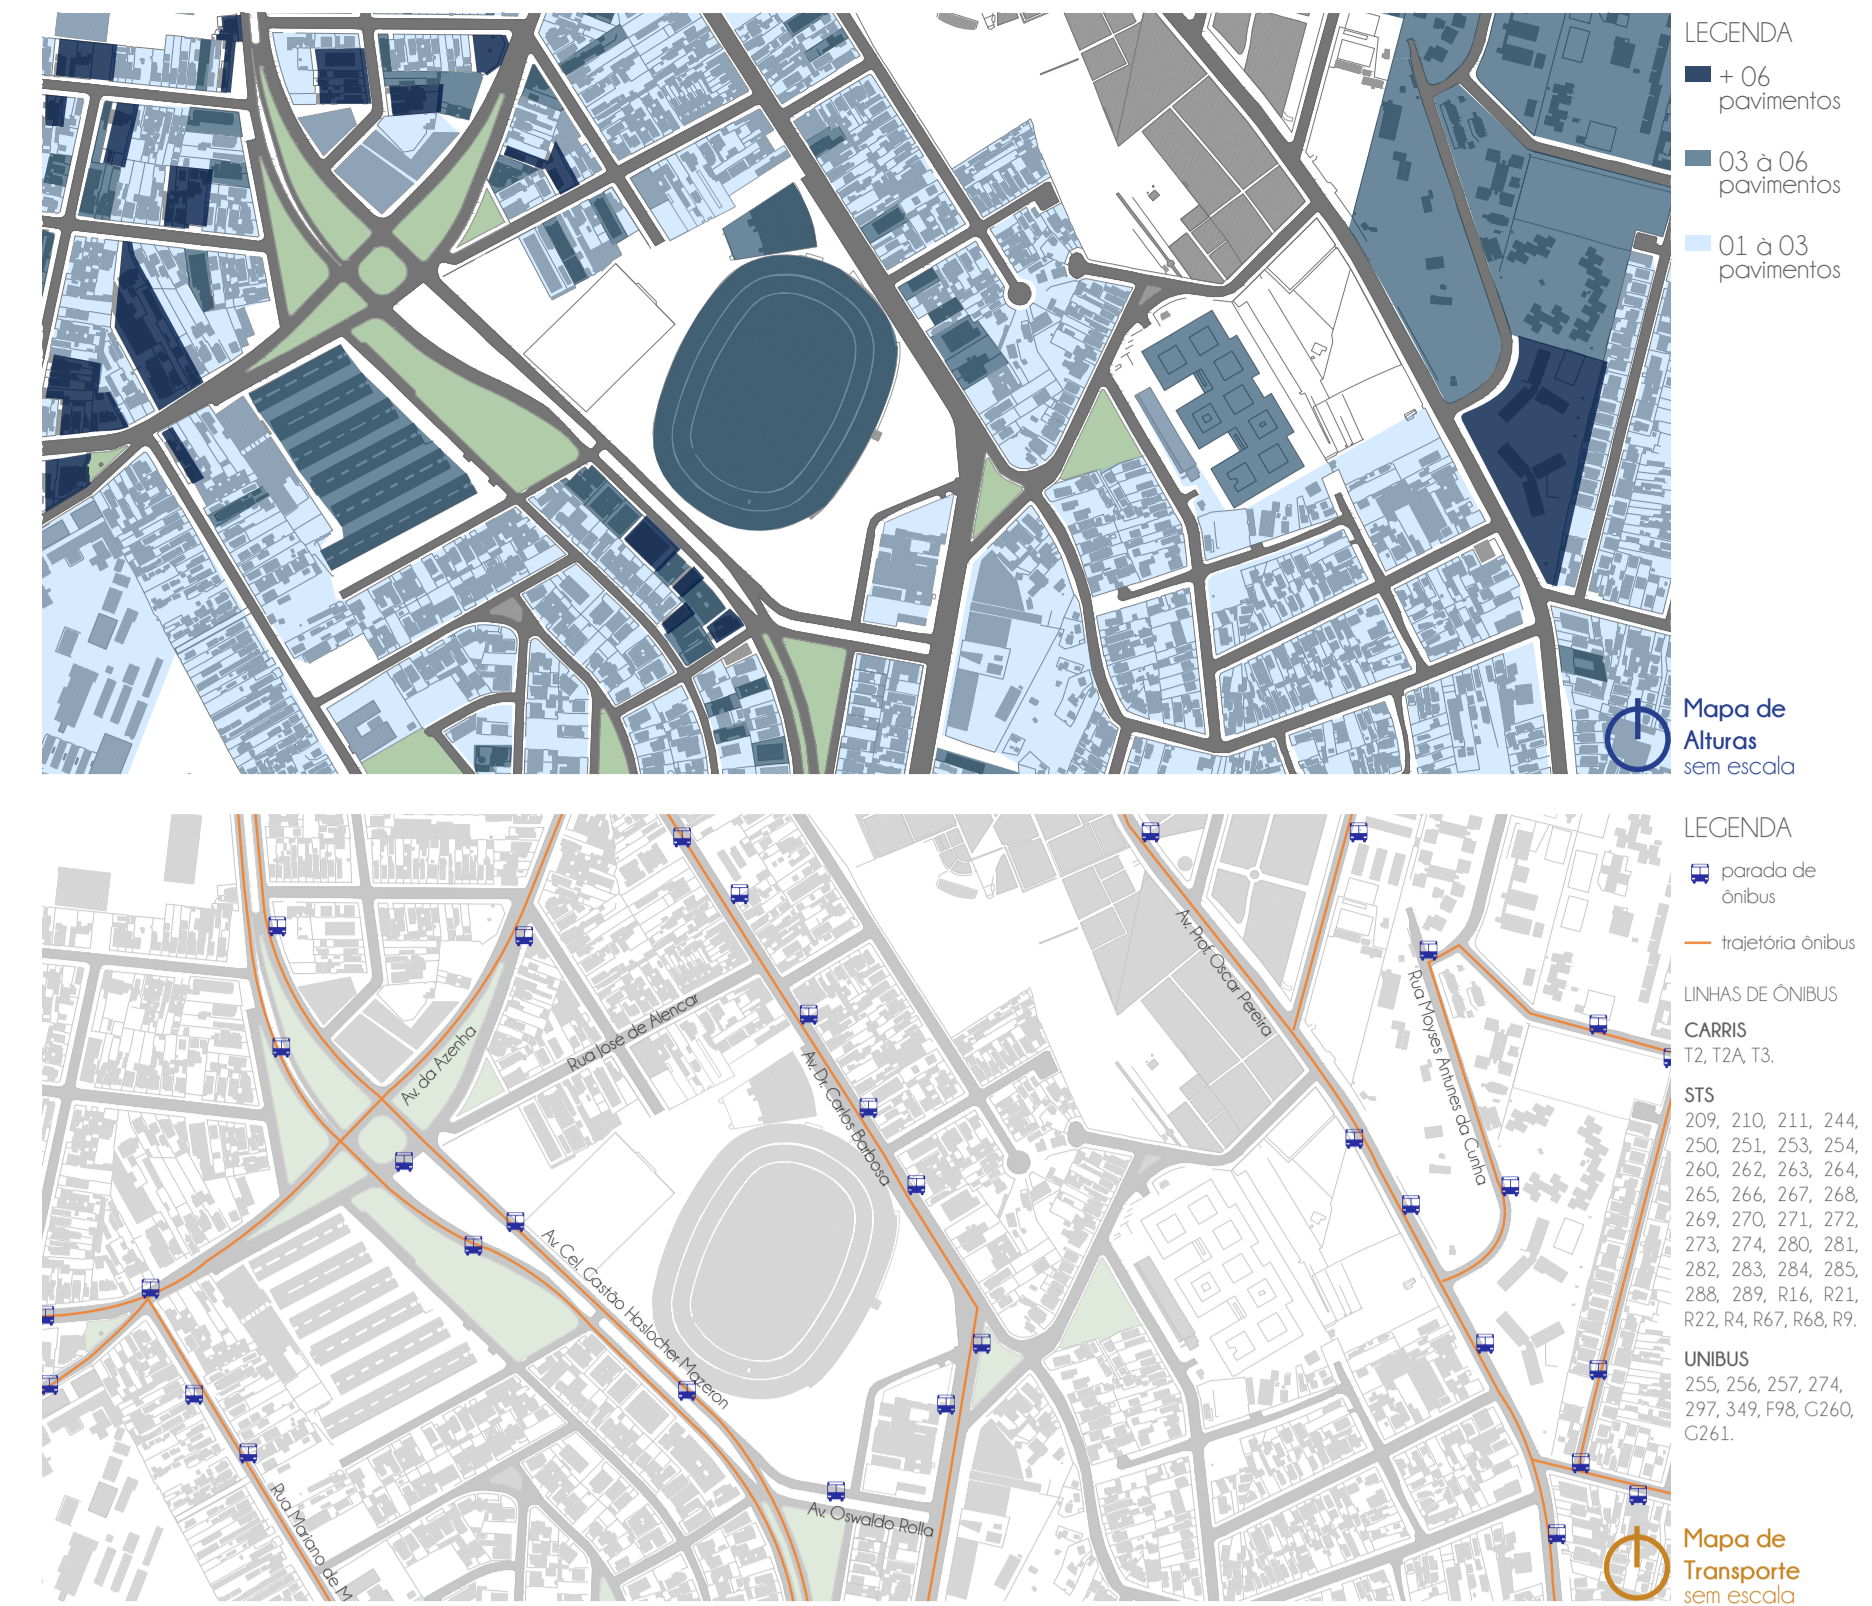 LEGENDA
+ 06
pavimentos
03 à 06
pavimentos
01 à 03
pavimentos
Mapa de
Alturas
sem escala
LEGENDA
parada de
ônibus
trajetória ônibus
LINHAS DE ÔNIBUS
CARRIS
T2, T2A, T3.
STS
209, 210, 211, 244,
250, 251, 253, 254,
260, 262, 263, 264,
265, 266, 267, 268,
269, 270, 271, 272,
273, 274, 280, 281,
282, 283, 284, 285,
288, 289, R16, R21,
R22, R4, R67, R68, R9.
UNIBUS
255, 256, 257, 274,
297, 349, F98, G260,
G261.
Mapa de
Transporte
sem escala
Av. da Azenha
Rua José de Alencar
Av. Dr. Carlos Barbosa
Av. Prof. Oscar Pereira
Rua Moyses Antunes da Cunha
Av. Cel. Gastão Haslocher Mazeron
Av. Oswaldo Rolla
Rua Mariano de M